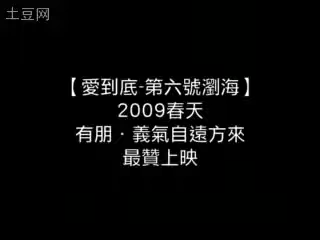 土豆网
【愛到底-第六號瀏海】
2009春天
有朋‧義氣自遠方來
最贊上映